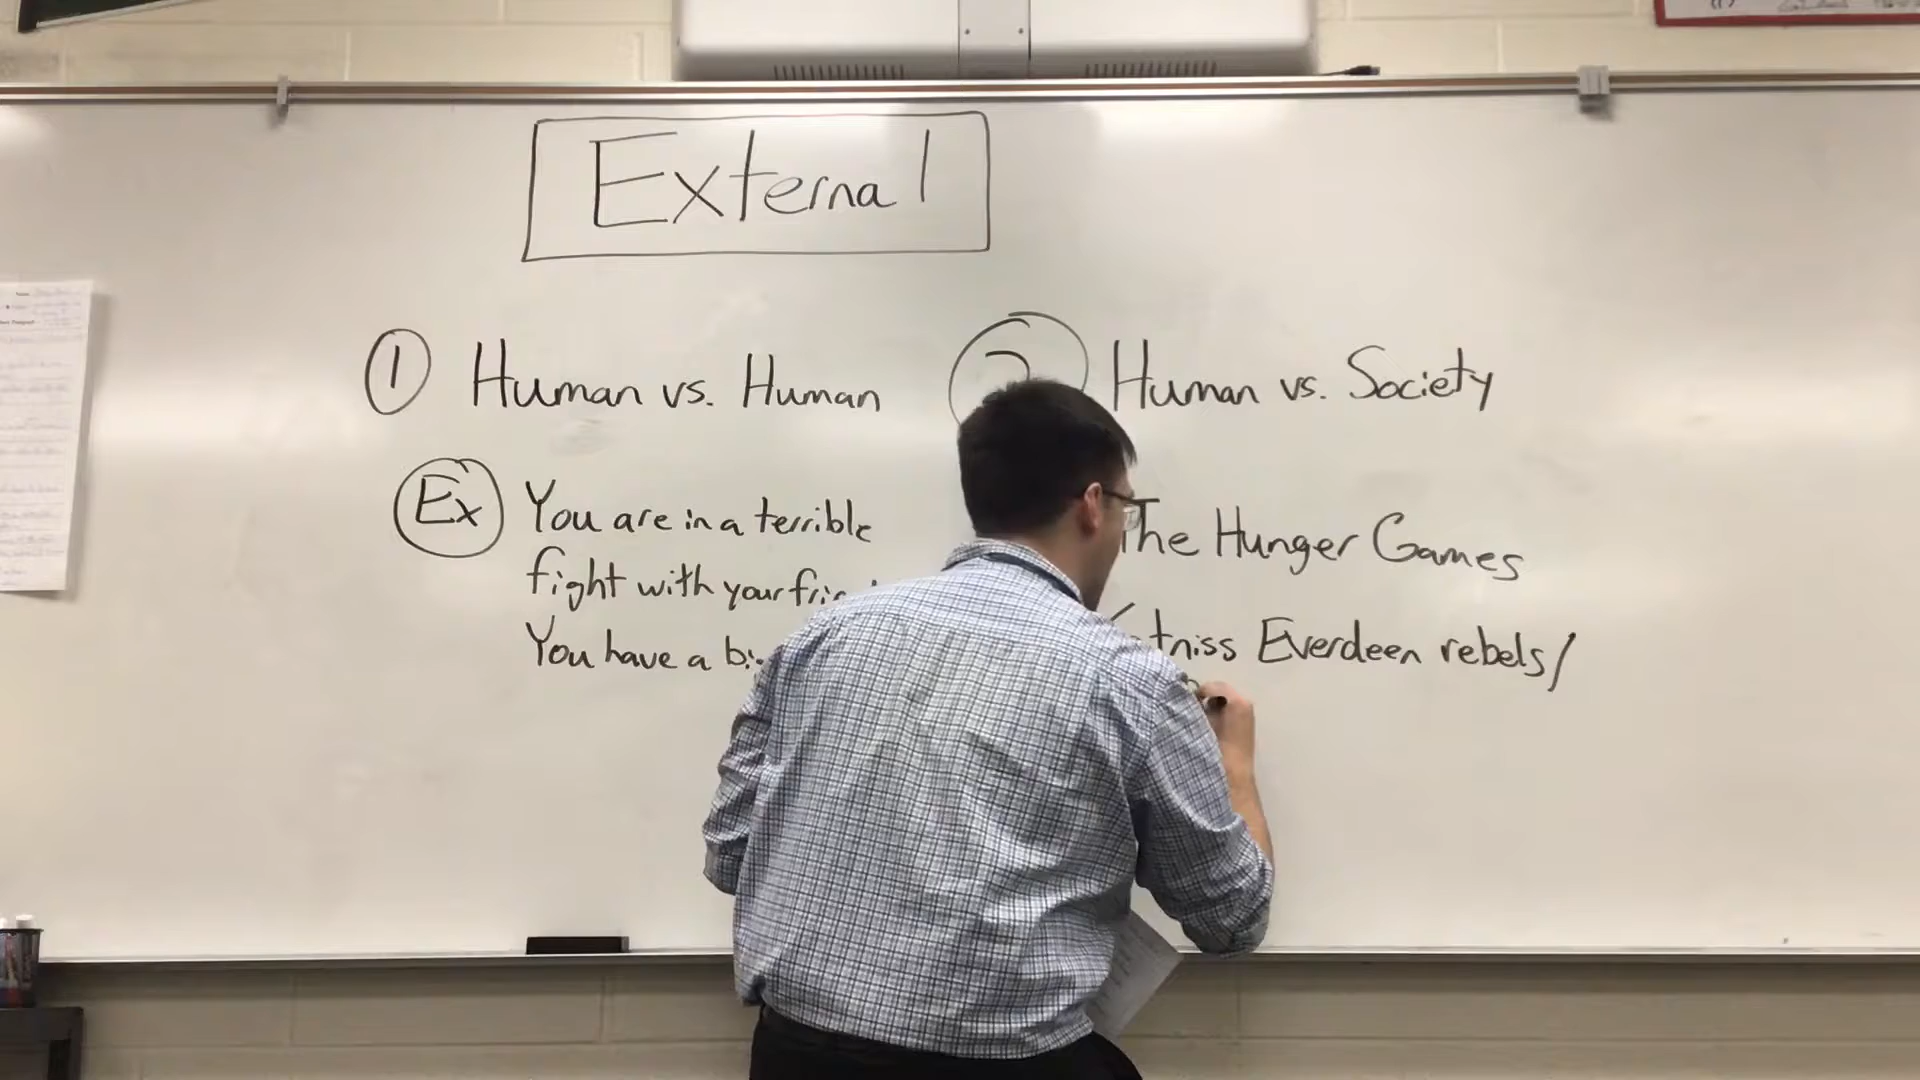 External
1 Human vs. Human
Ex You are in a terrible
fight with your
You have a
Human vs. Society
The Hunger Games
Everdeen rebels/